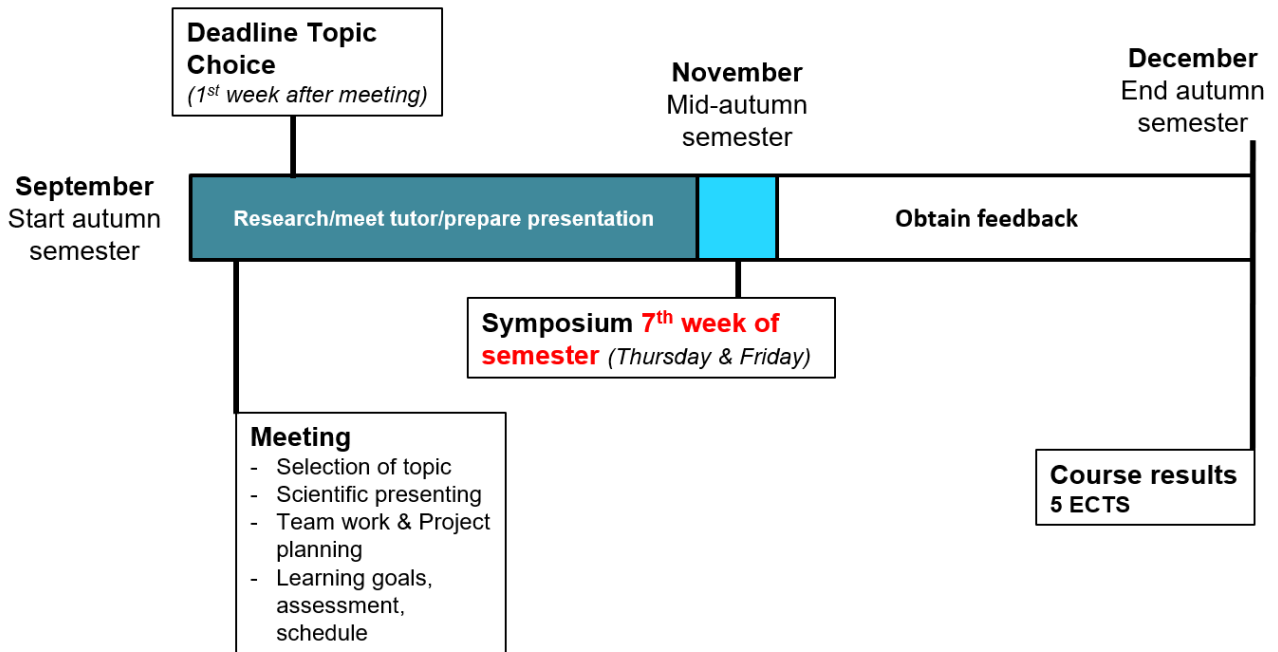 Deadline Topic
Choice
(1st week after meeting)
November
Mid-autumn
semester
December
End autumn
semester
September
Start autumn
semester
Research/meet tutor/prepare presentation
Obtain feedback
Symposium 7th week of
semester (Thursday & Friday)
Meeting
- Selection of topic
- Scientific presenting
- Team work & Project
planning
- Learning goals,
assessment,
schedule
Course results
5 ECTS